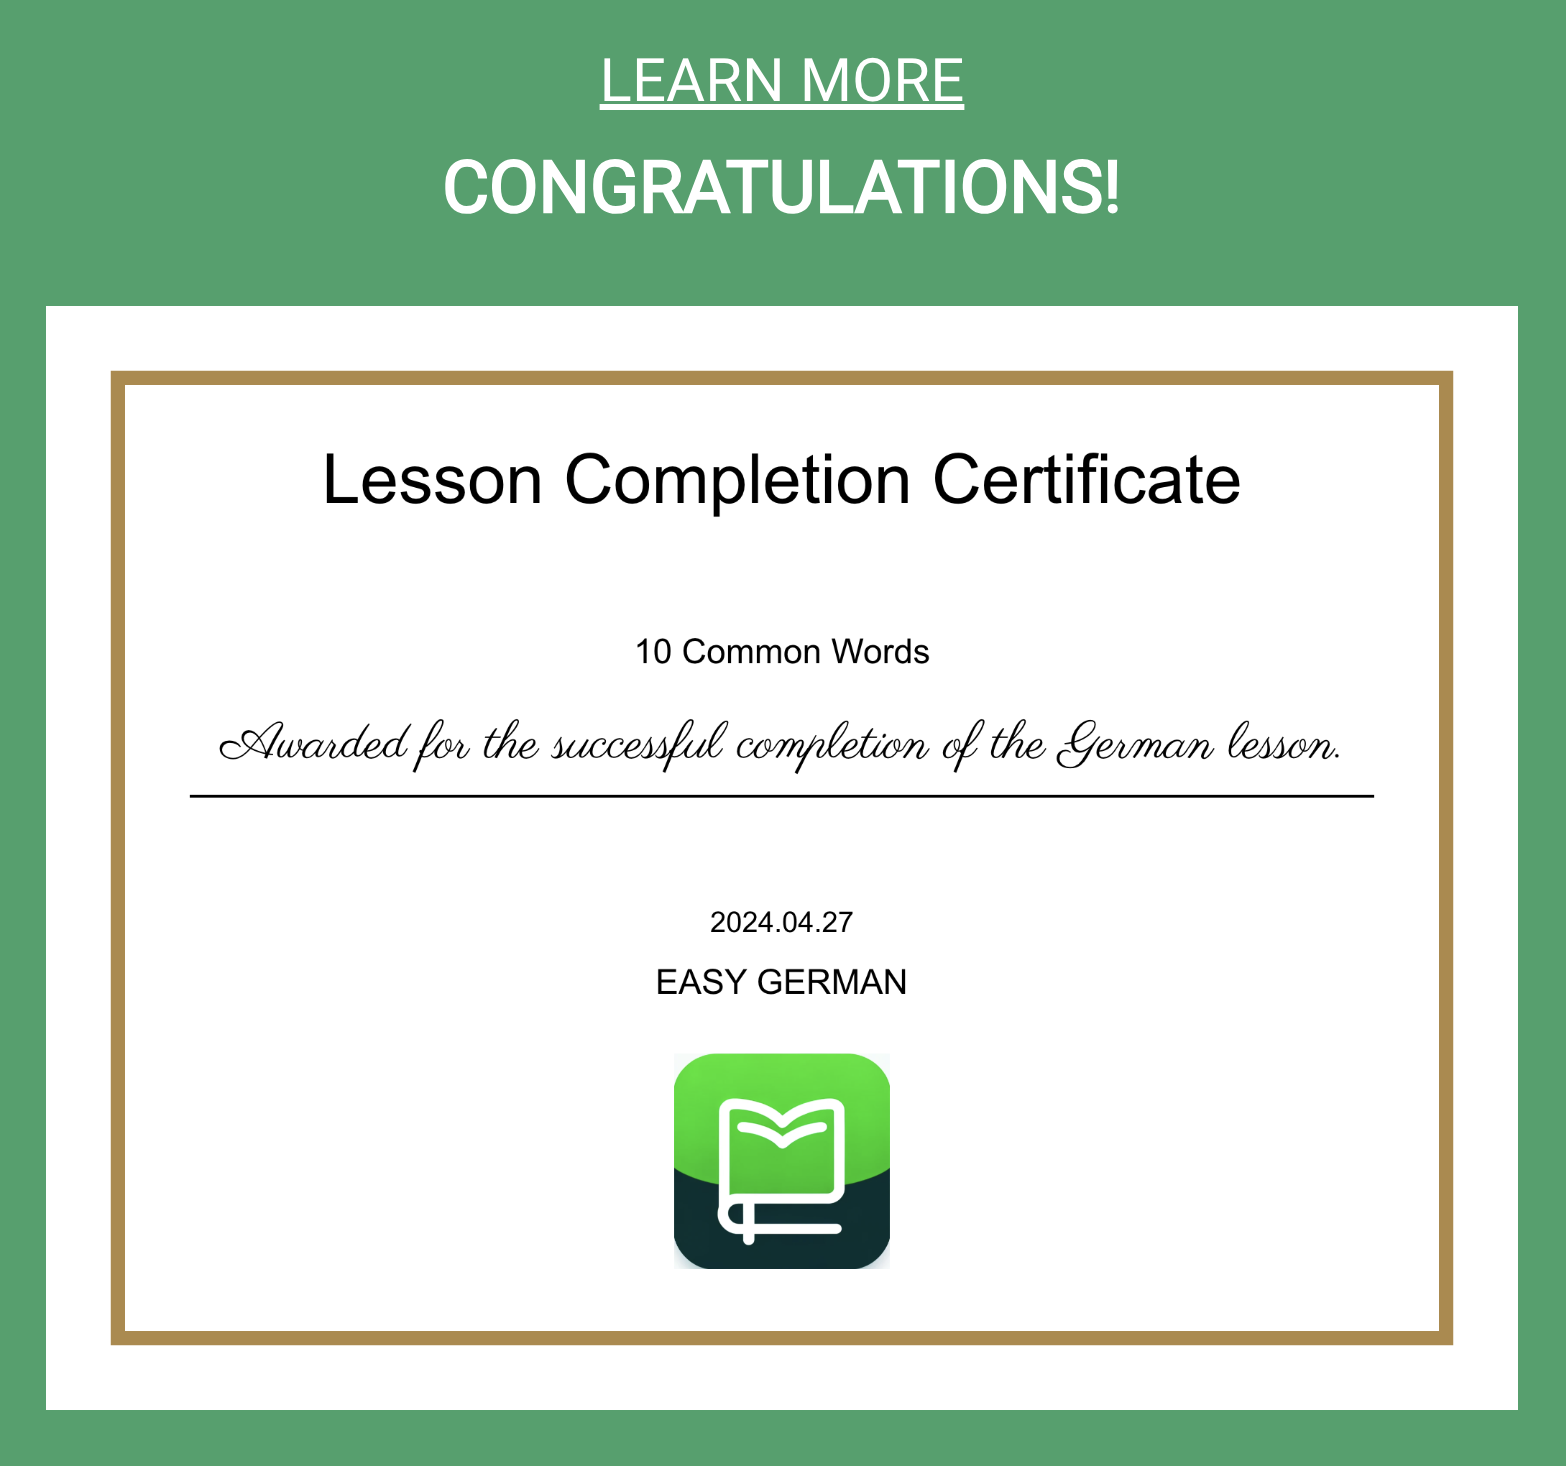 LEARN MORE
CONGRATULATIONS!
Lesson Completion Certificate
10 Common Words
Awarded for the successful completion of the German lesson.
2024.04.27
EASY GERMAN